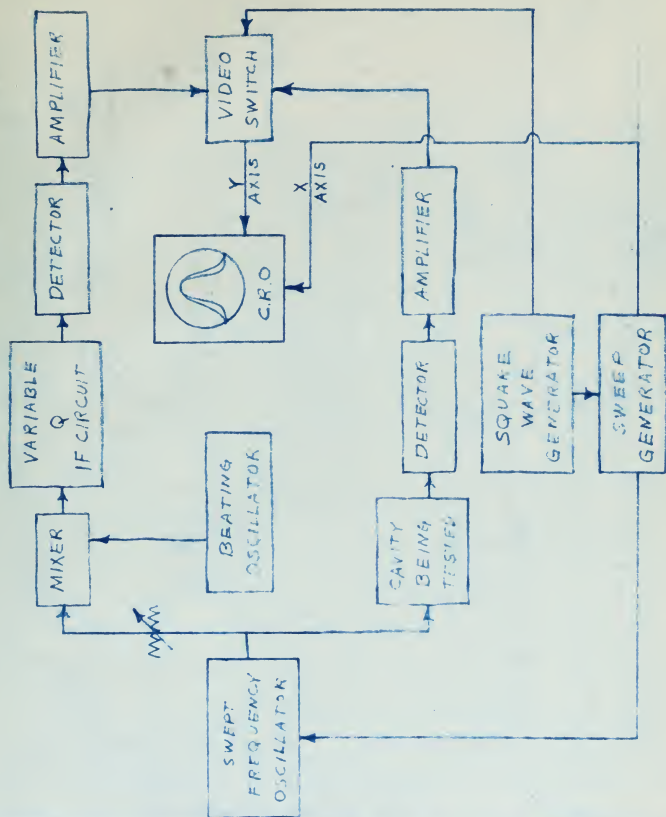 SWEPT
FREQUENCY
OSCILLATOR
MIXER
BEATING
OSCILLATOR
VARIABLE
Q
IF CIRCUIT
DETECTOR
AMPLIFIER
VIDEO
SWITCH
Y
AXIS
X
AXIS
C.R.O
CAVITY
BEING
TESTED
DETECTOR
AMPLIFIER
SQUARE
WAVE
GENERATOR
SWEEP
GENERATOR